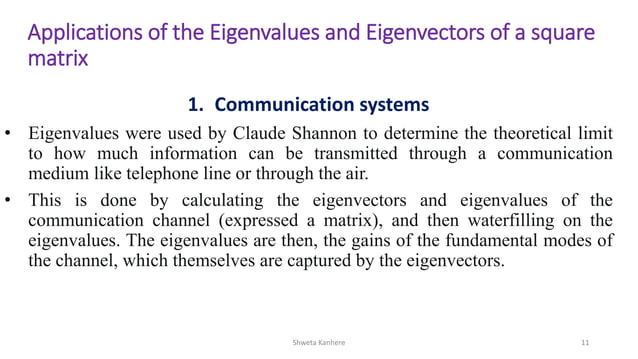 Applications of the Eigenvalues and Eigenvectors of a square
matrix
1. Communication systems
• Eigenvalues were used by Claude Shannon to determine the theoretical limit
to how much information can be transmitted through a communication
medium like telephone line or through the air.
• This is done by calculating the eigenvectors and eigenvalues of the
communication channel (expressed a matrix), and then waterfilling on the
eigenvalues. The eigenvalues are then, the gains of the fundamental modes of
the channel, which themselves are captured by the eigenvectors.
Shweta Kanhere 11